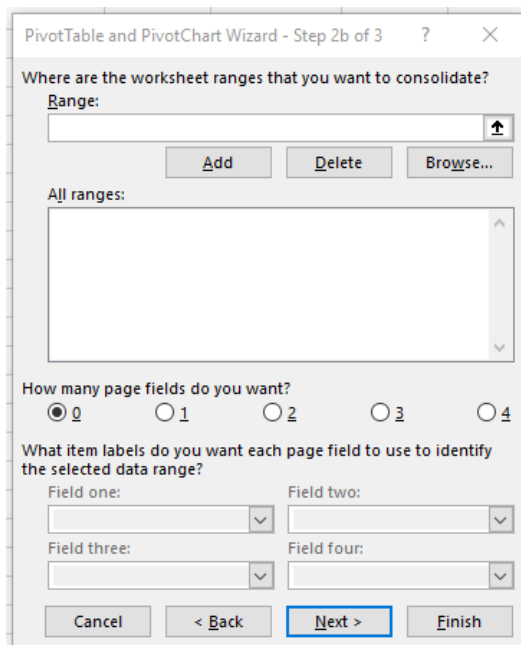 PivotTable and PivotChart Wizard - Step 2b of 3 ?
Where are the worksheet ranges that you want to consolidate?
Range:
Add Delete Browse...
All ranges:
How many page fields do you want?
0 1 2 3 4
What item labels do you want each page field to use to identify
the selected data range?
Field one: Field two:
Field three: Field four:
Cancel < Back Next > Finish